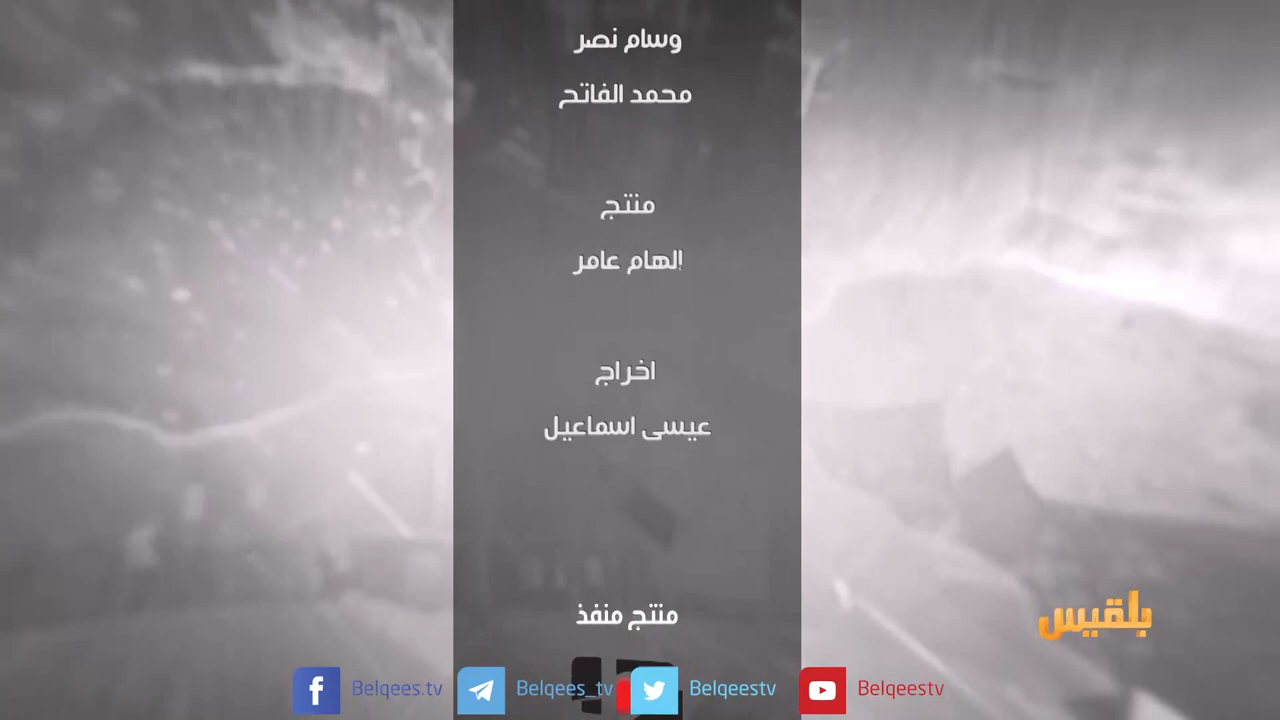 وسام نصر
محمد الفاتح
منتج
إلهام عامر
اخراج
عيسى اسماعيل
منتج منفذ
بلقيس
Belqees.tv
Belqees_tv
Belqeestv
Belqeestv